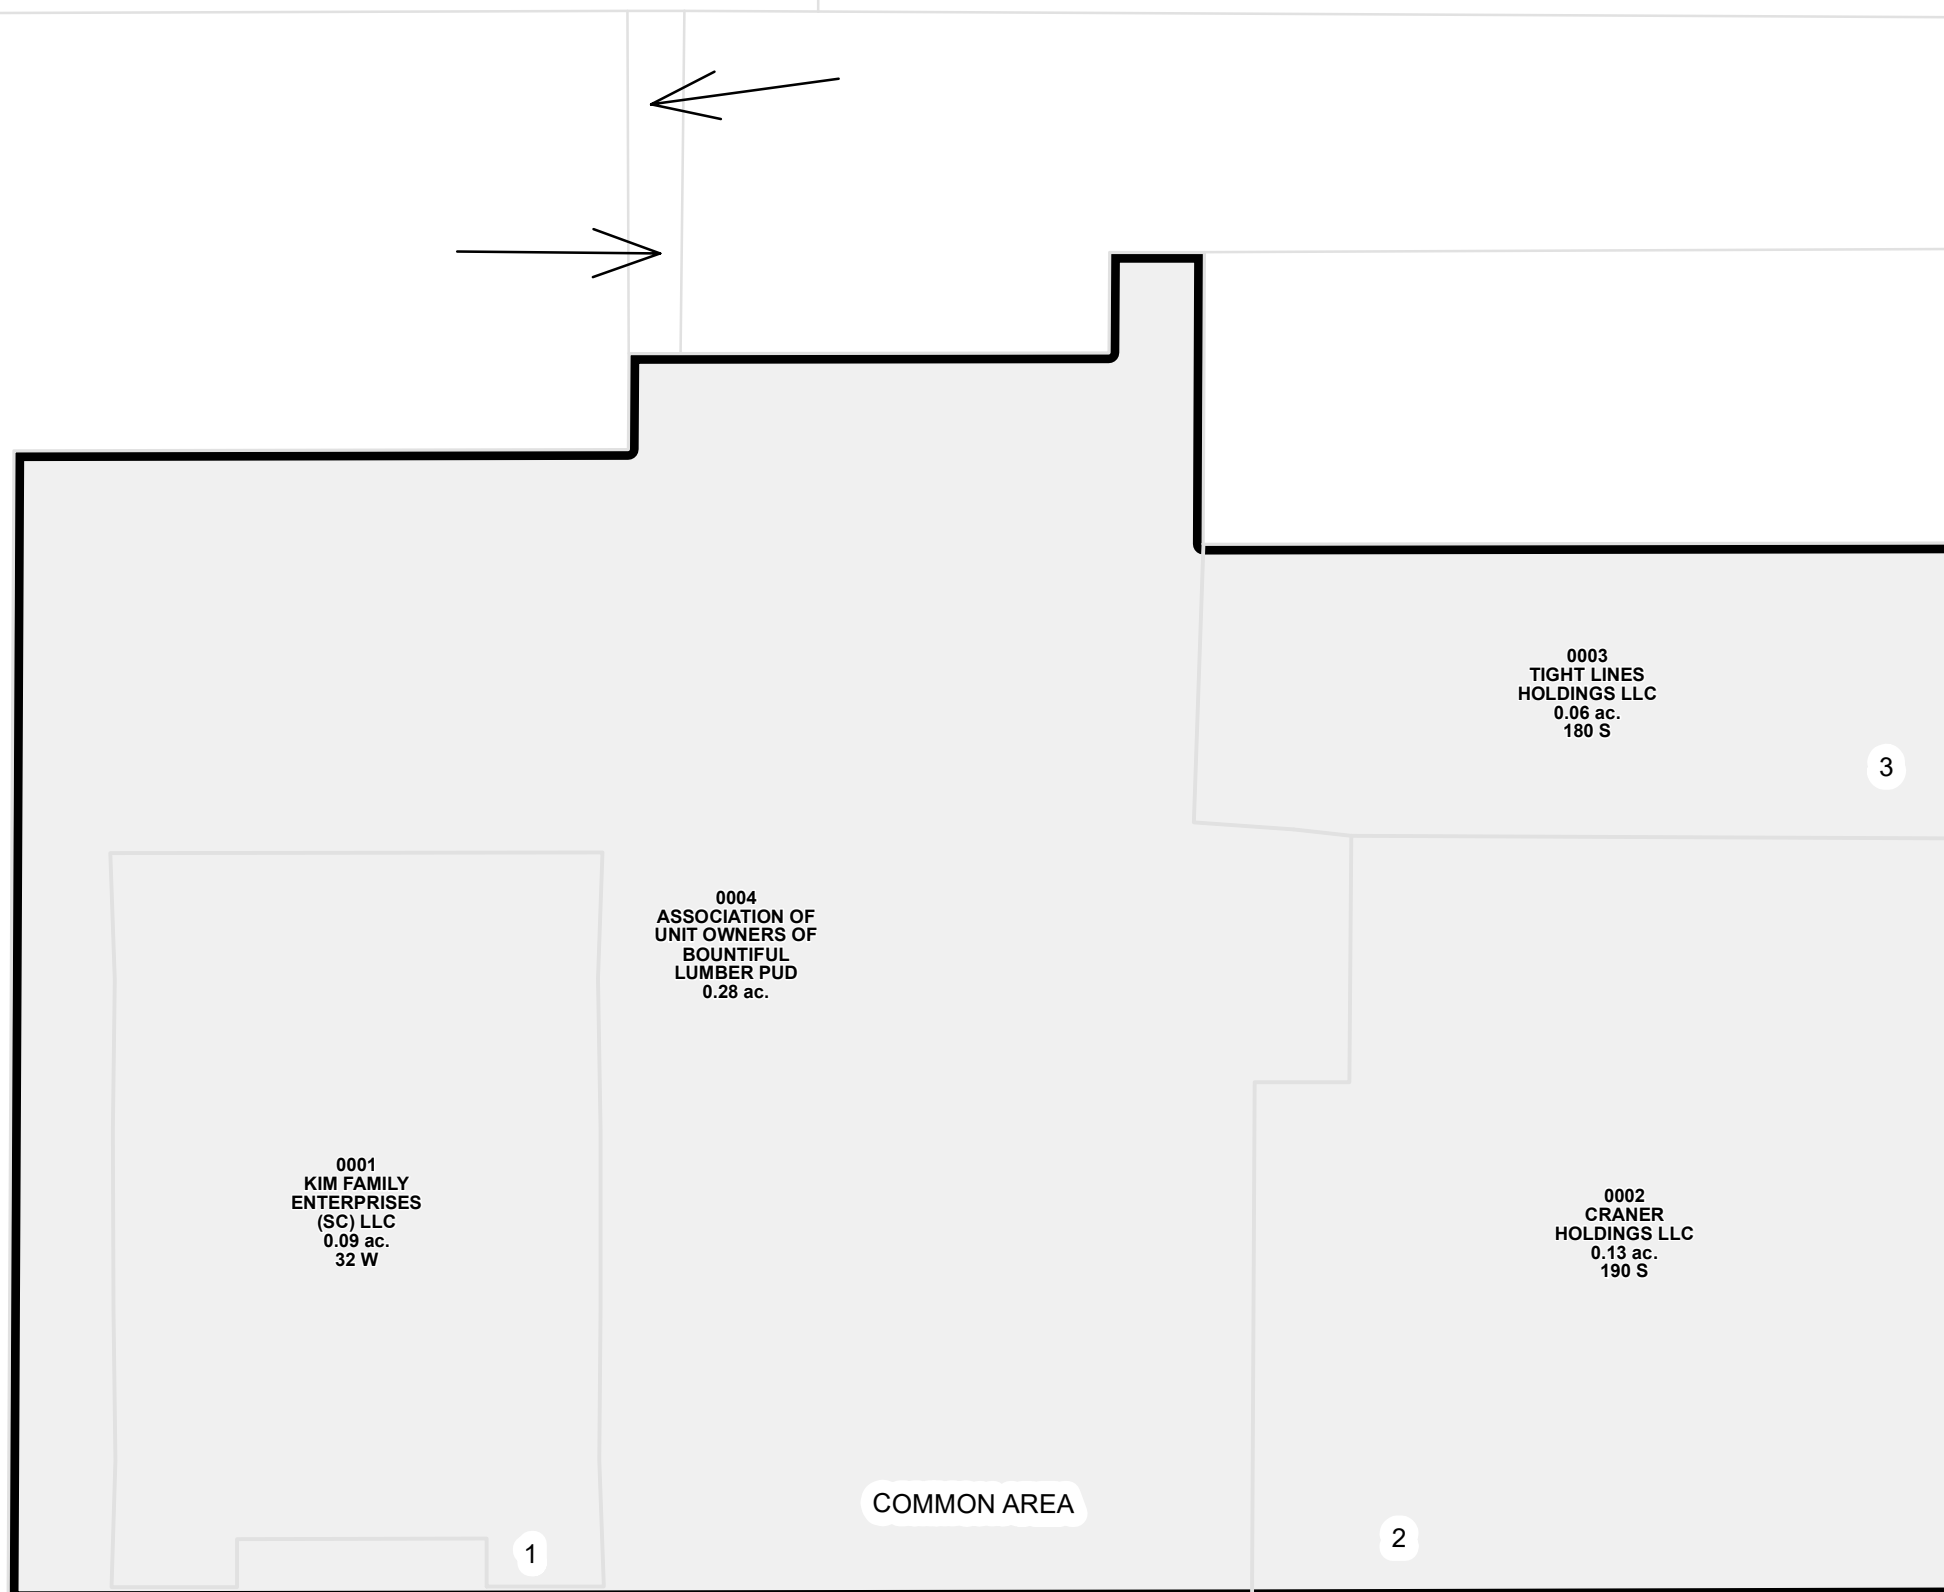 0003
TIGHT LINES
HOLDINGS LLC
0.06 ac.
180 S
3
0004
ASSOCIATION OF
UNIT OWNERS OF
BOUNTIFUL
LUMBER PUD
0.28 ac.
0001
KIM FAMILY
ENTERPRISES
(SC) LLC
0.09 ac.
32 W
0002
CRANER
HOLDINGS LLC
0.13 ac.
190 S
COMMON AREA
1
2